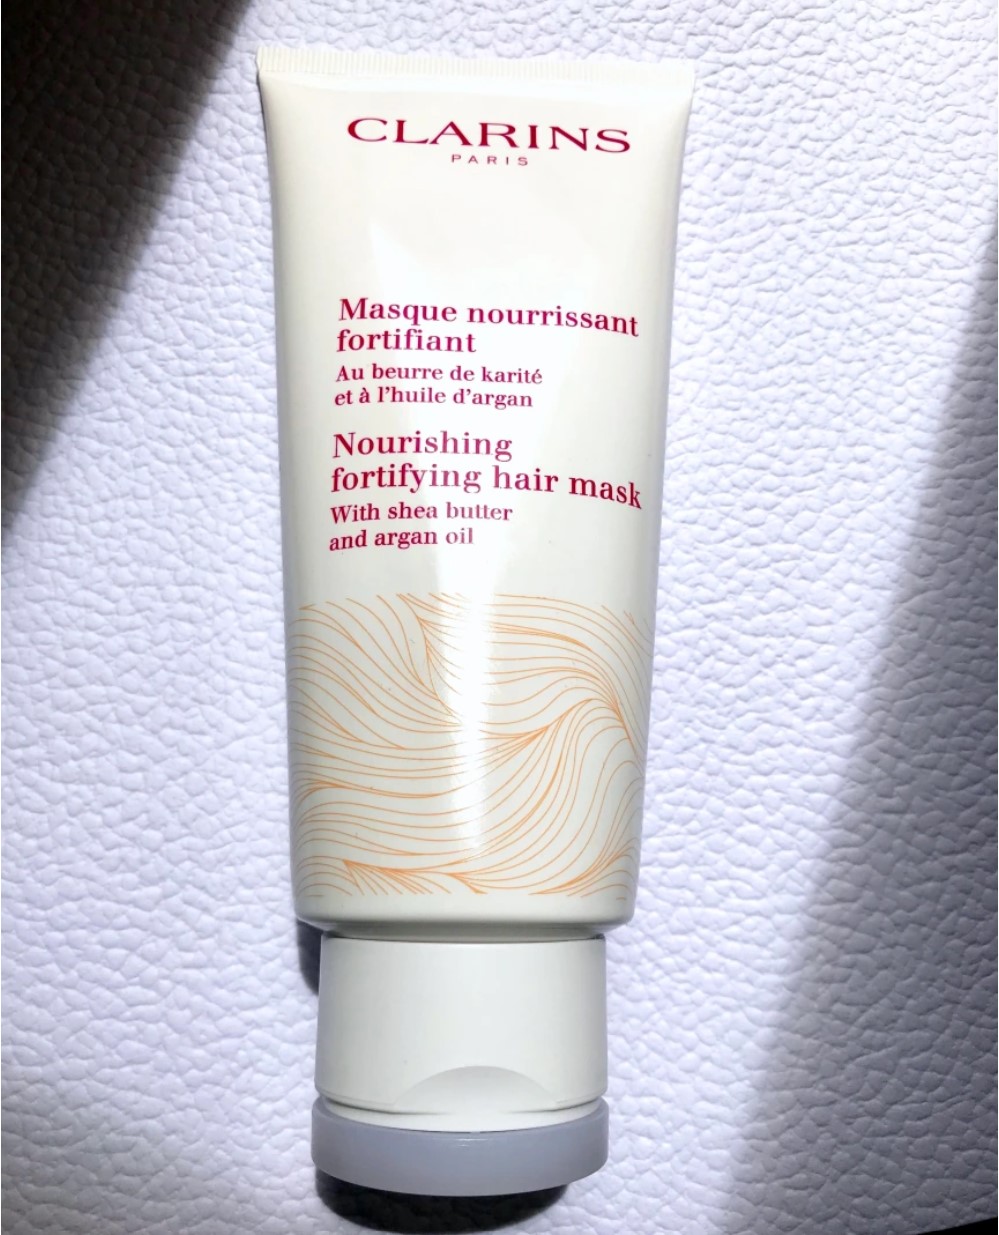 CLARINS
PARIS
Masque nourrissant
fortifiant
Au beurre de karité
et à l'huile d'argan
Nourishing
fortifying hair mask
With shea butter
and argan oil